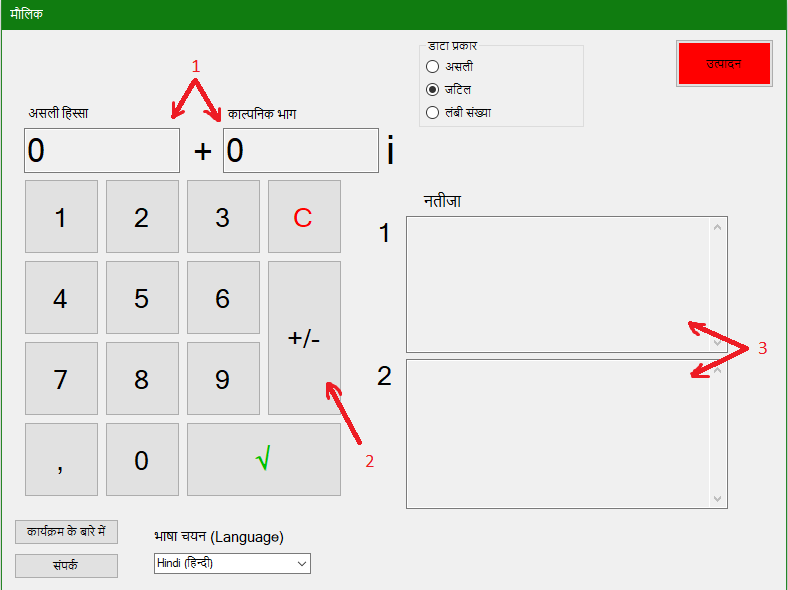 मौलिक
डाटा प्रकार
असली
जटिल
लंबी संख्या
उत्पादन
1
असली हिस्सा
काल्पनिक भाग
0 + 0 i
1 2 3 C
4 5 6
+/-
7 8 9
, 0 √
नतीजा
1
2
3
2
कार्यक्रम के बारे में
संपर्क
भाषा चयन (Language)
Hindi (हिन्दी)